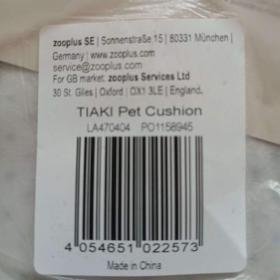 zooplus SE | Sonnenstraße 15 | 80331 München |
Germany | www.zooplus.com
service@zooplus.com
For GB market: zooplus Services Ltd
30 St. Giles | Oxford | OX1 3LE | England.
TIAKI Pet Cushion
LA470404 PO1158945
4 054651 022573
Made in China